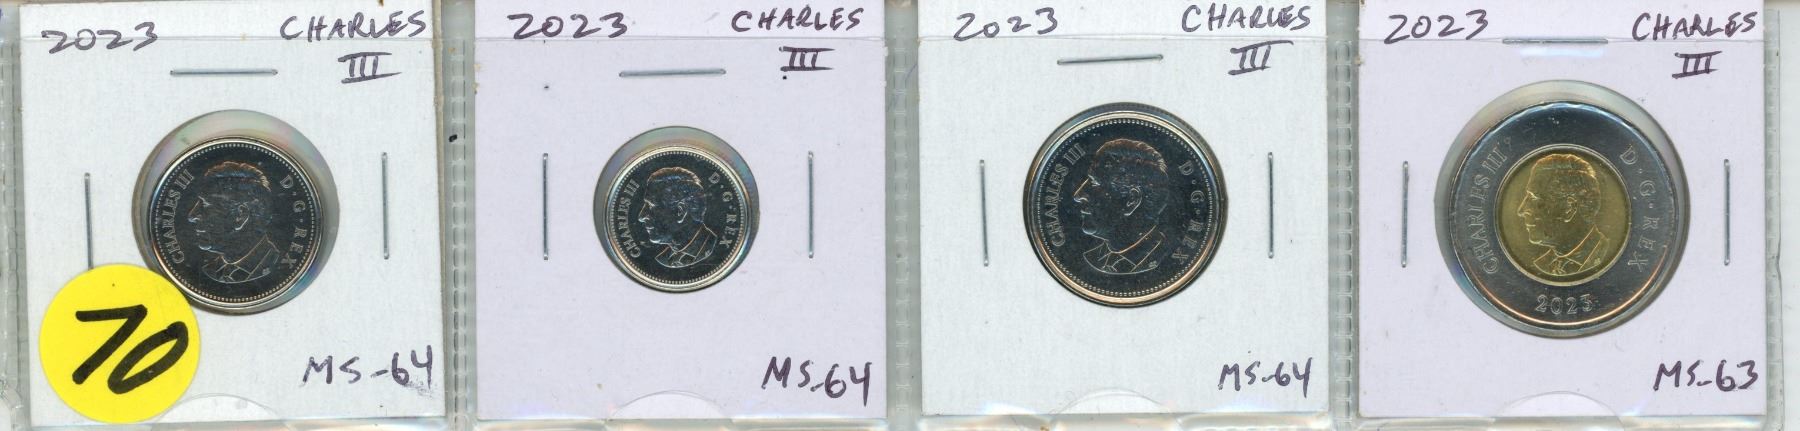 2023 CHARLES
III
CHARLES III D·G·REX
70
MS-64
2023 CHARLES
III
CHARLES III D·G·REX
MS-64
2023 CHARLES
III
CHARLES III D·G·REX
MS-64
2023 CHARLES
III
CHARLES III D·G·REX
2023
MS-63